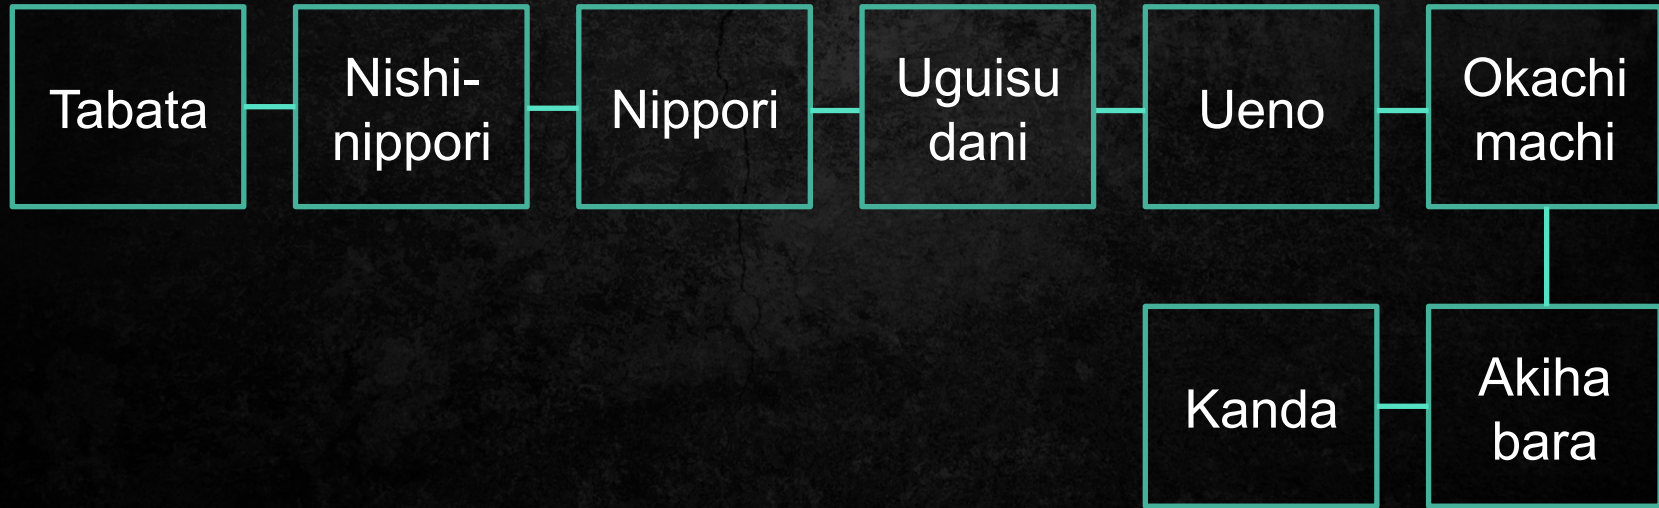 Tabata
Nishi-
nippori
Nippori
Uguisu
dani
Ueno
Okachi
machi
Kanda
Akiha
bara